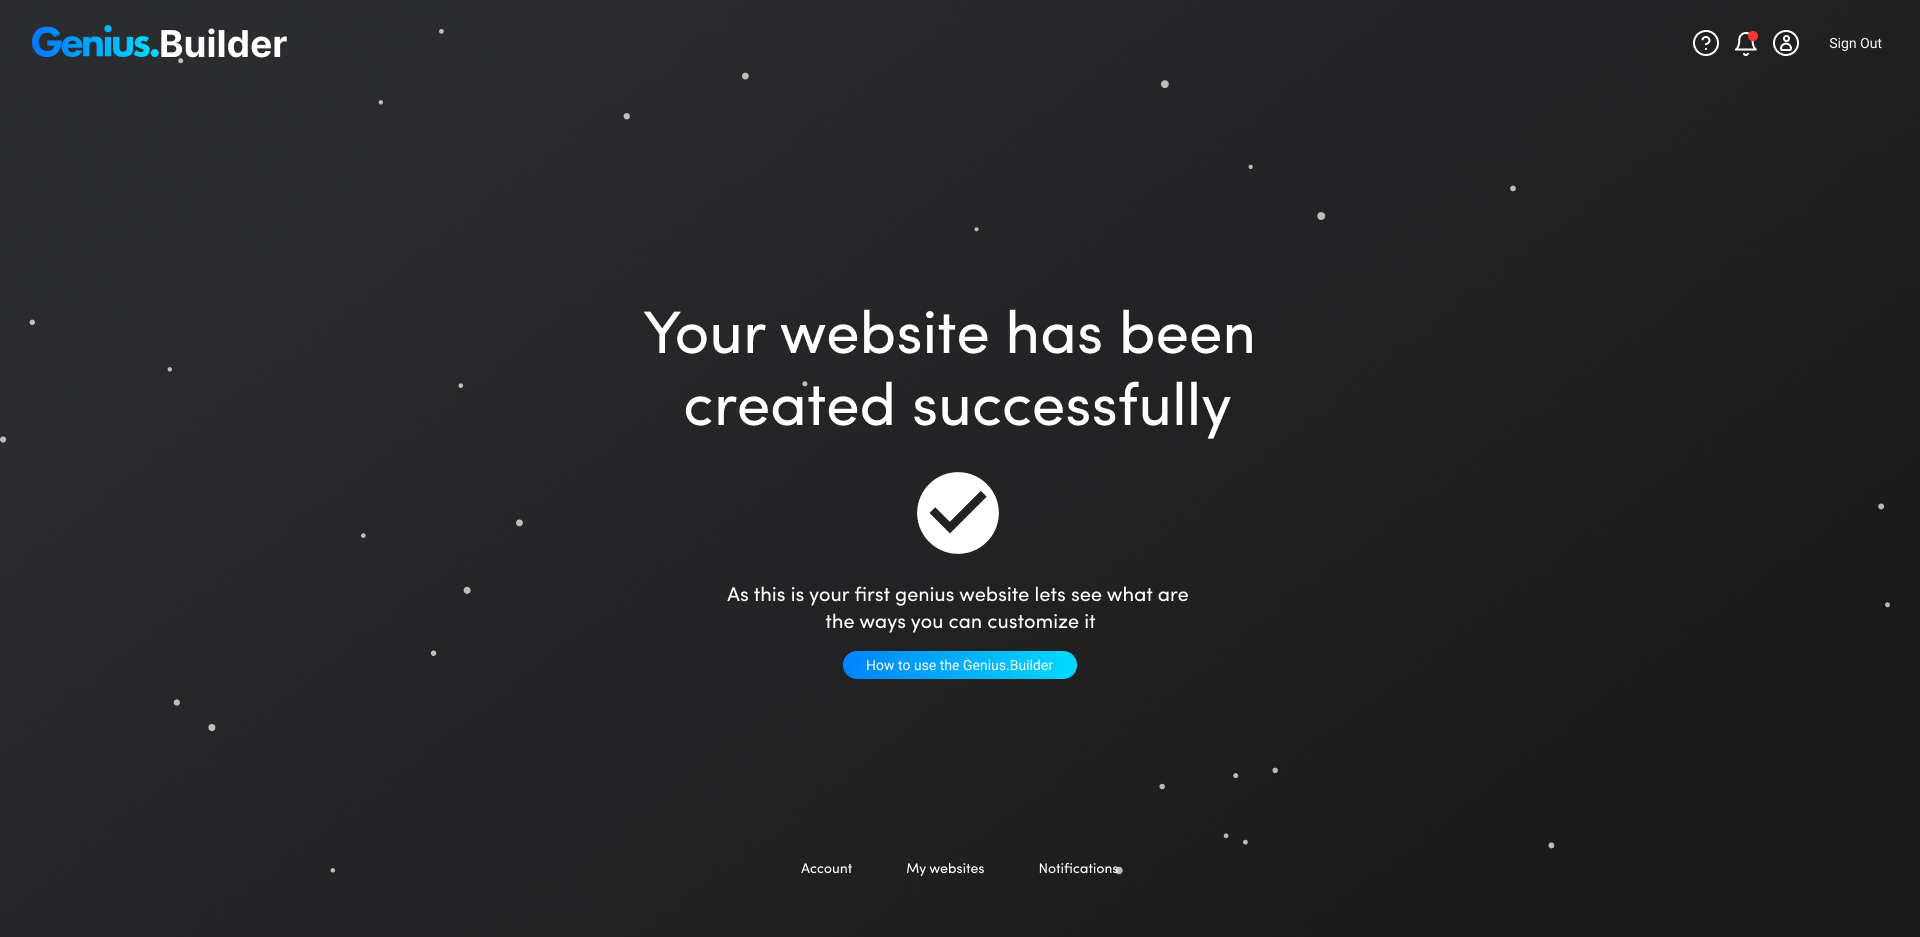 Genius.Builder
Sign Out
Your website has been
created successfully
As this is your first genius website lets see what are
the ways you can customize it
How to use the Genius.Builder
Account
My websites
Notifications